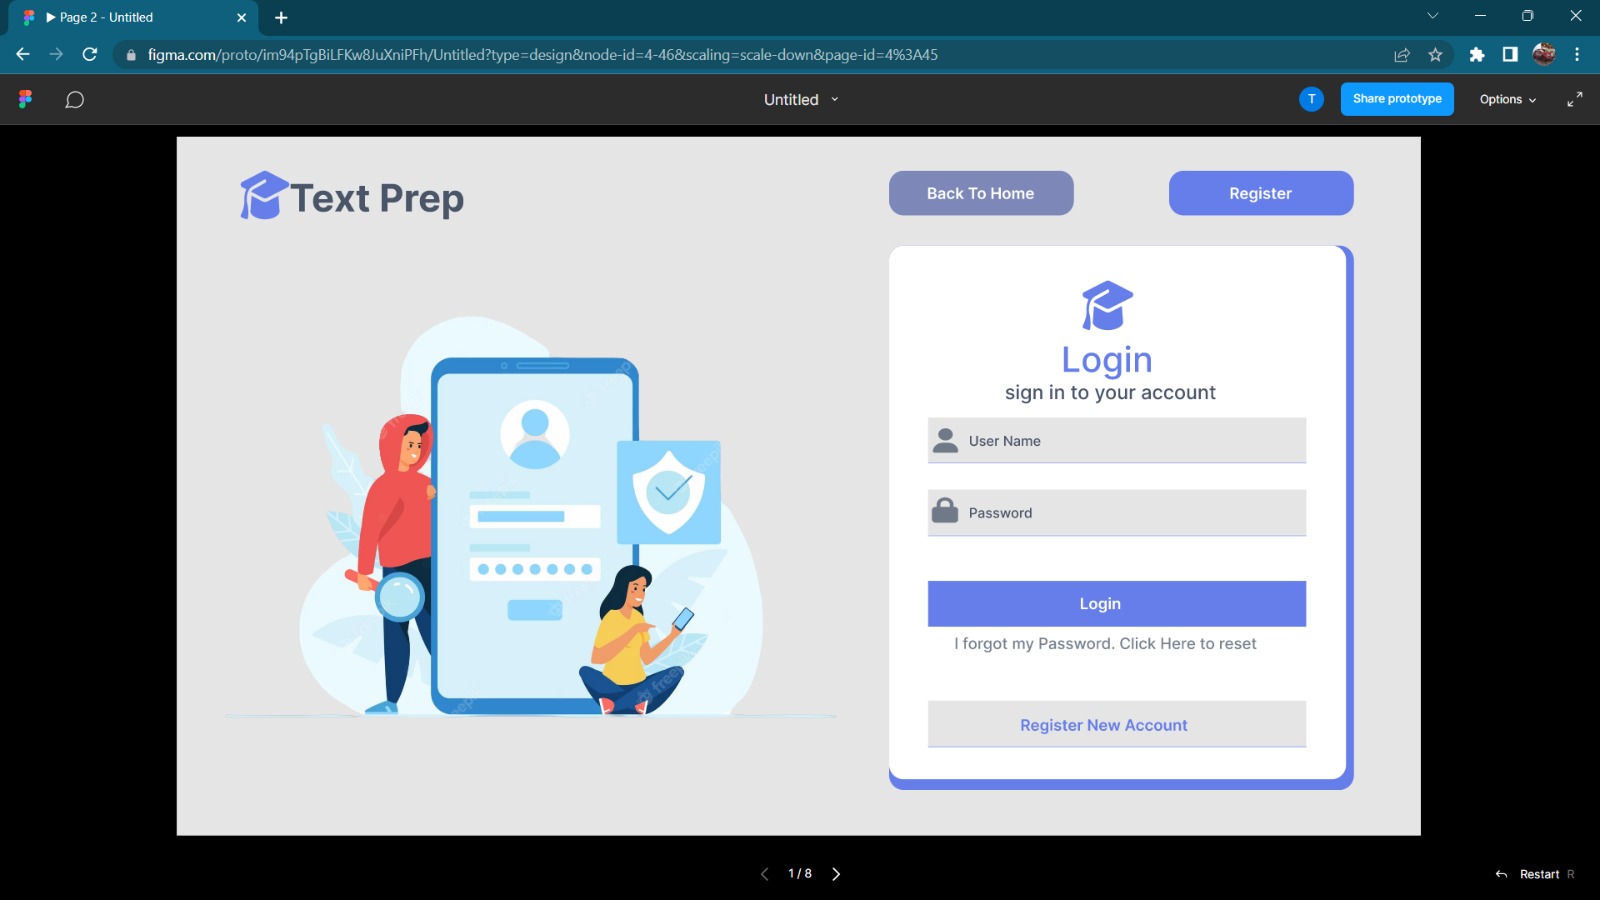 Page 2 - Untitled
figma.com/proto/im94pTgBiLFKw8JuXniPFh/Untitled?type=design&node-id=4-46&scaling=scale-down&page-id=4%3A45
Untitled
T
Share prototype
Options
Text Prep
Back To Home
Register
Login
sign in to your account
User Name
Password
Login
I forgot my Password. Click Here to reset
Register New Account
1 / 8
Restart R